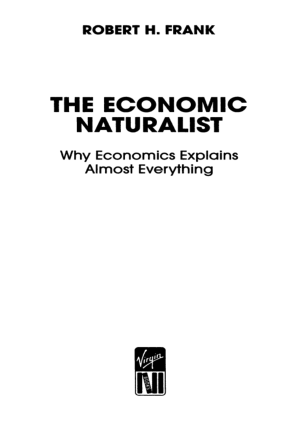 ROBERT H. FRANK
THE ECONOMIC
NATURALIST
Why Economics Explains
Almost Everything
Virgin